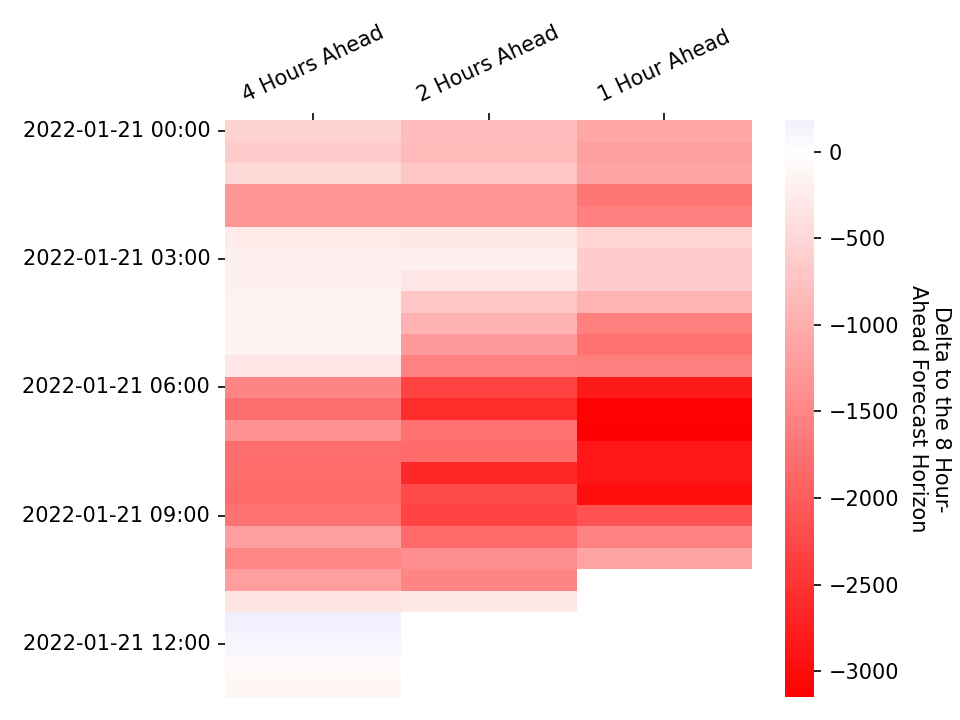 4 Hours Ahead
2 Hours Ahead
1 Hour Ahead
2022-01-21 00:00
2022-01-21 03:00
2022-01-21 06:00
2022-01-21 09:00
2022-01-21 12:00
0
−500
−1000
−1500
−2000
−2500
−3000
Delta to the 8 Hour-
Ahead Forecast Horizon